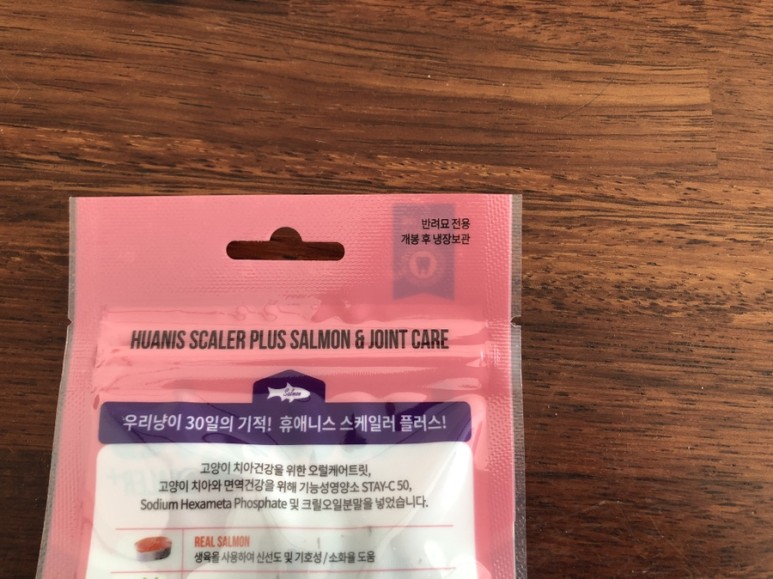 반려묘 전용
개봉 후 냉장보관
HUANIS SCALER PLUS SALMON & JOINT CARE
Salmon
우리냥이 30일의 기적! 휴애니스 스케일러 플러스!
고양이 치아건강을 위한 오럴케어트릿,
고양이 치아와 면역건강을 위해 기능성영양소 STAY-C 50,
Sodium Hexameta Phosphate 및 크릴오일분말을 넣었습니다.
REAL SALMON
생육을 사용하여 신선도 및 기호성 / 소화율 도움